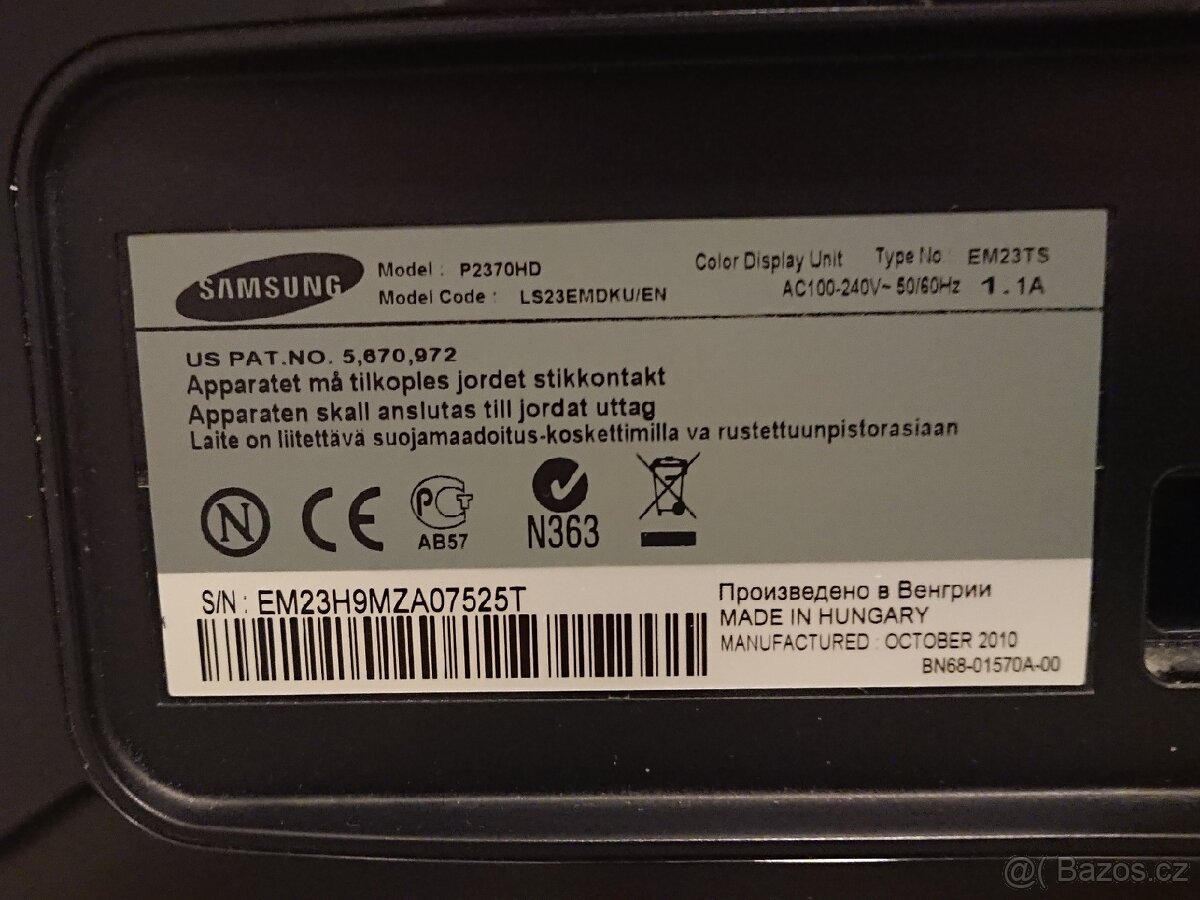 SAMSUNG
Model : P2370HD
Model Code : LS23EMDKU/EN
Color Display Unit Type No : EM23TS
AC100-240V~ 50/60Hz 1.1A
US PAT.NO. 5,670,972
Apparatet må tilkoples jordet stikkontakt
Apparaten skall anslutas till jordat uttag
Laite on liitettävä suojamaadoitus-koskettimilla va rustettuunpistorasiaan
N
CE
PCT
AB57
N363
S/N : EM23H9MZA07525T
Произведено в Венгрии
MADE IN HUNGARY
MANUFACTURED : OCTOBER 2010
BN68-01570A-00
@( Bazos.cz